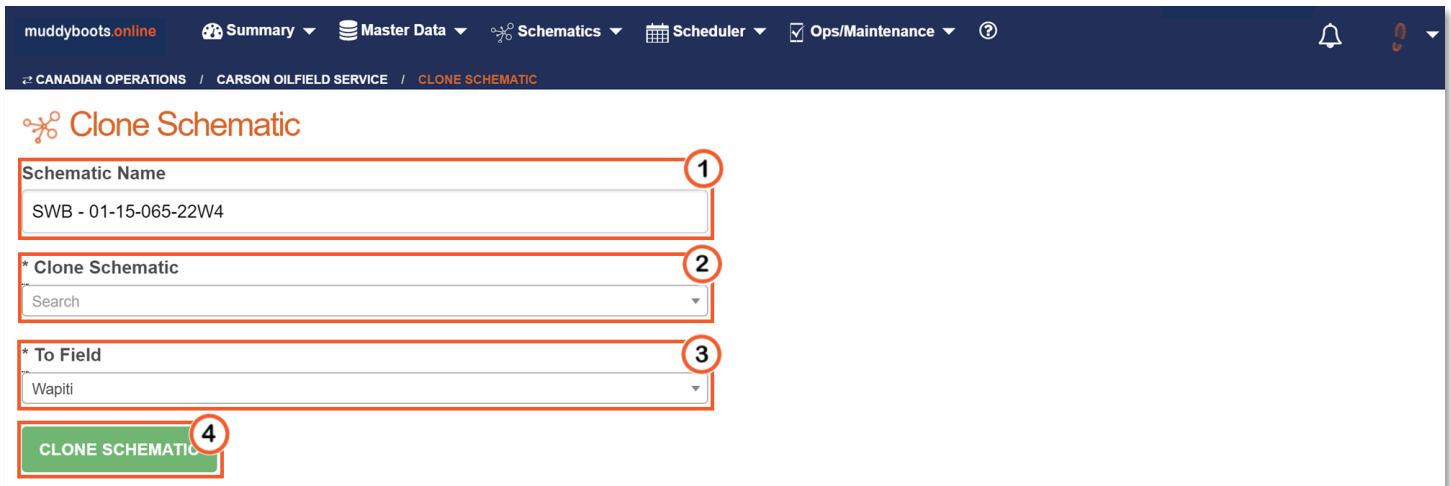 muddyboots.online Summary Master Data Schematics Scheduler Ops/Maintenance ?
CANADIAN OPERATIONS / CARSON OILFIELD SERVICE / CLONE SCHEMATIC
Clone Schematic
1
Schematic Name
SWB - 01-15-065-22W4
2
* Clone Schematic
Search
3
* To Field
Wapiti
4
CLONE SCHEMATIC